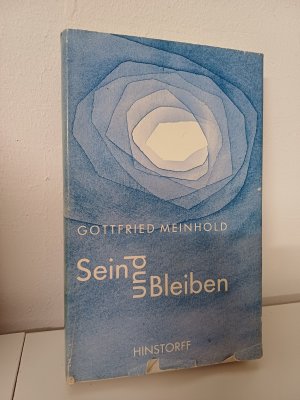 GOTTFRIED MEINHOLD
Sein
und
Bleiben
HINSTORFF